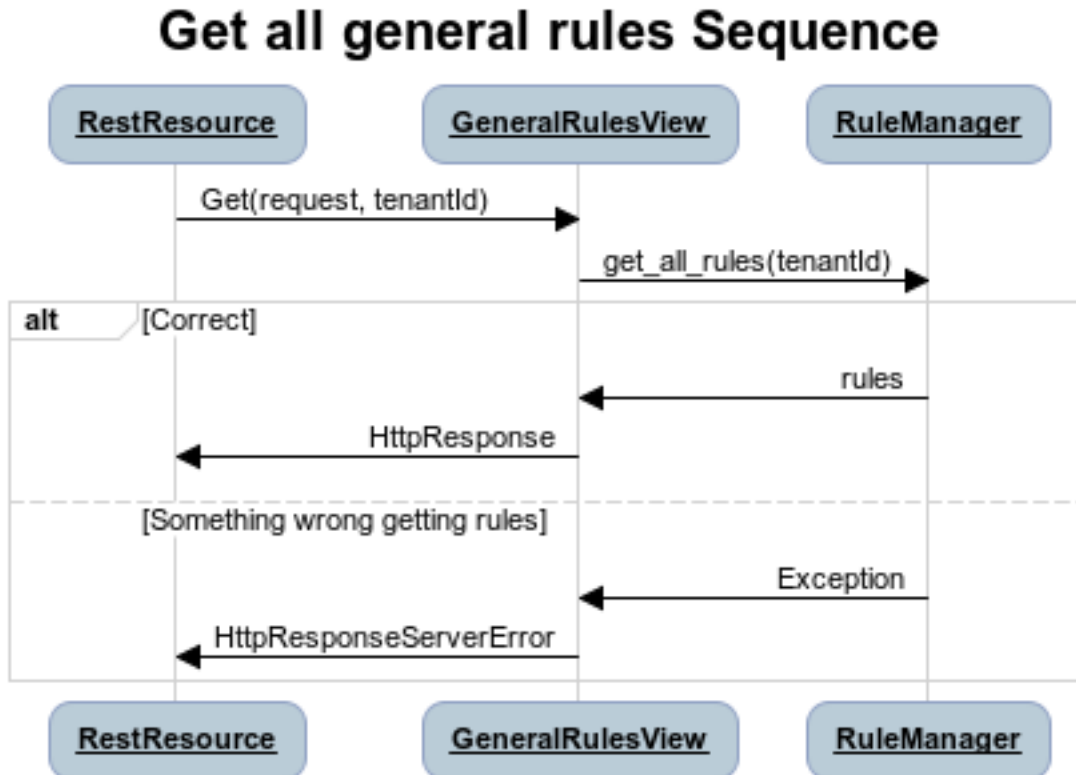 Get all general rules Sequence
RestResource GeneralRulesView RuleManager
Get(request, tenantId)
get_all_rules(tenantId)
alt [Correct]
rules
HttpResponse
[Something wrong getting rules]
Exception
HttpResponseServerError
RestResource GeneralRulesView RuleManager